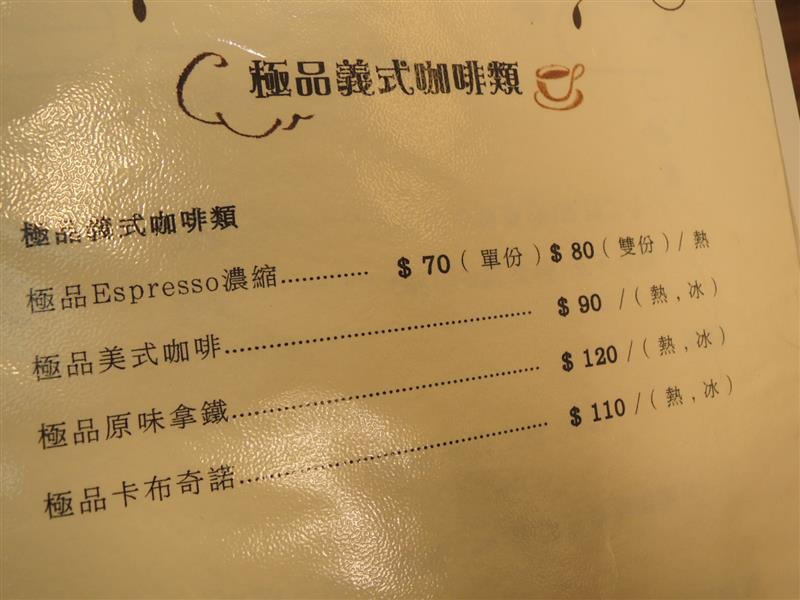 極品義式咖啡類
極品義式咖啡類
極品Espresso濃縮............ $ 70 ( 單份 ) $ 80 ( 雙份 ) / 熱
極品美式咖啡........................................ $ 90 / ( 熱 , 冰 )
極品原味拿鐵........................................ $ 120 / ( 熱 , 冰 )
極品卡布奇諾........................................ $ 110 / ( 熱 , 冰 )